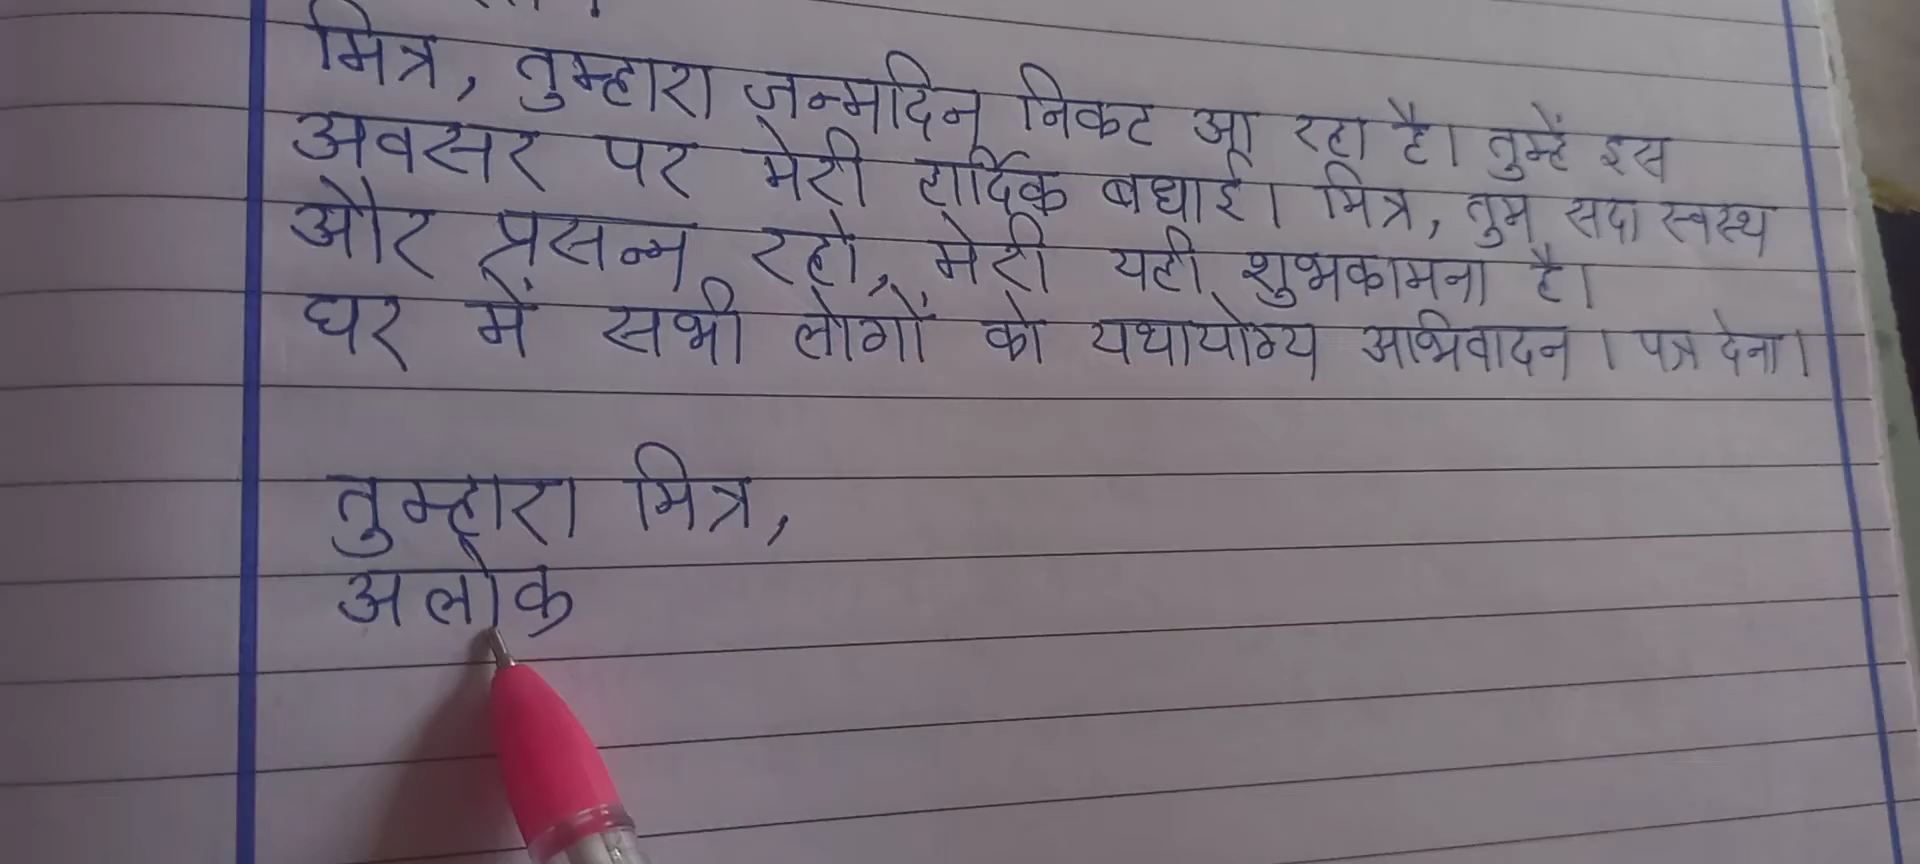 मित्र, तुम्हारा जन्मदिन निकट आ रहा है। तुम्हें इस
अवसर पर मेरी हार्दिक बधाई। मित्र, तुम सदा स्वस्थ
और प्रसन्न रहो, मेरी यही शुभकामना है।
घर में सभी लोगों को यथायोग्य अभिवादन। पत्र देना।
तुम्हारा मित्र,
अलोक